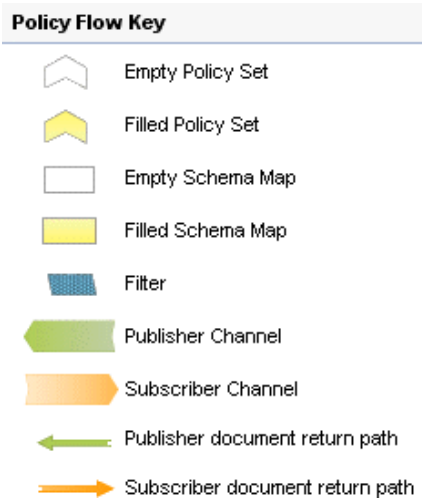 Policy Flow Key
Empty Policy Set
Filled Policy Set
Empty Schema Map
Filled Schema Map
Filter
Publisher Channel
Subscriber Channel
Publisher document return path
Subscriber document return path